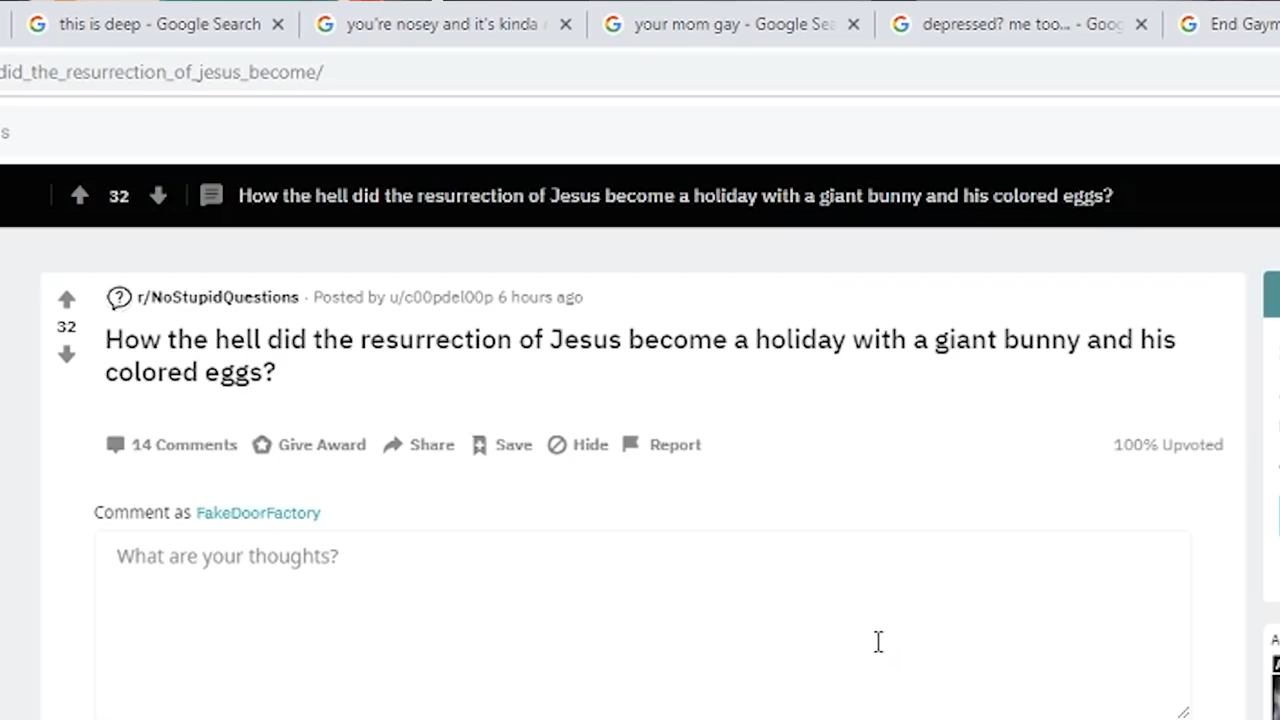 this is deep - Google Search
you're nosey and it's kinda
your mom gay - Google Sea
depressed? me too... - Goog
End Gaym
did_the_resurrection_of_jesus_become/
s
32 How the hell did the resurrection of Jesus become a holiday with a giant bunny and his colored eggs?
r/NoStupidQuestions · Posted by u/c00pdel00p 6 hours ago
32
How the hell did the resurrection of Jesus become a holiday with a giant bunny and his
colored eggs?
14 Comments Give Award Share Save Hide Report 100% Upvoted
Comment as FakeDoorFactory
What are your thoughts?